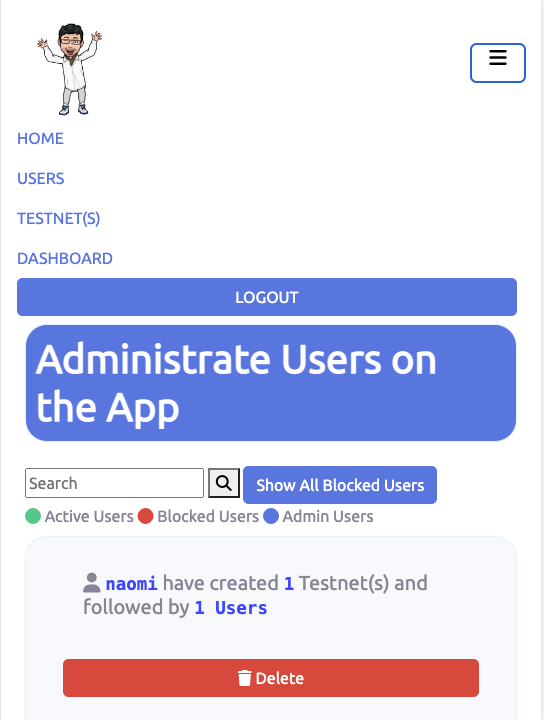 HOME
USERS
TESTNET(S)
DASHBOARD
LOGOUT
Administrate Users on
the App
Search
Show All Blocked Users
Active Users Blocked Users Admin Users
naomi have created 1 Testnet(s) and
followed by 1 Users
Delete